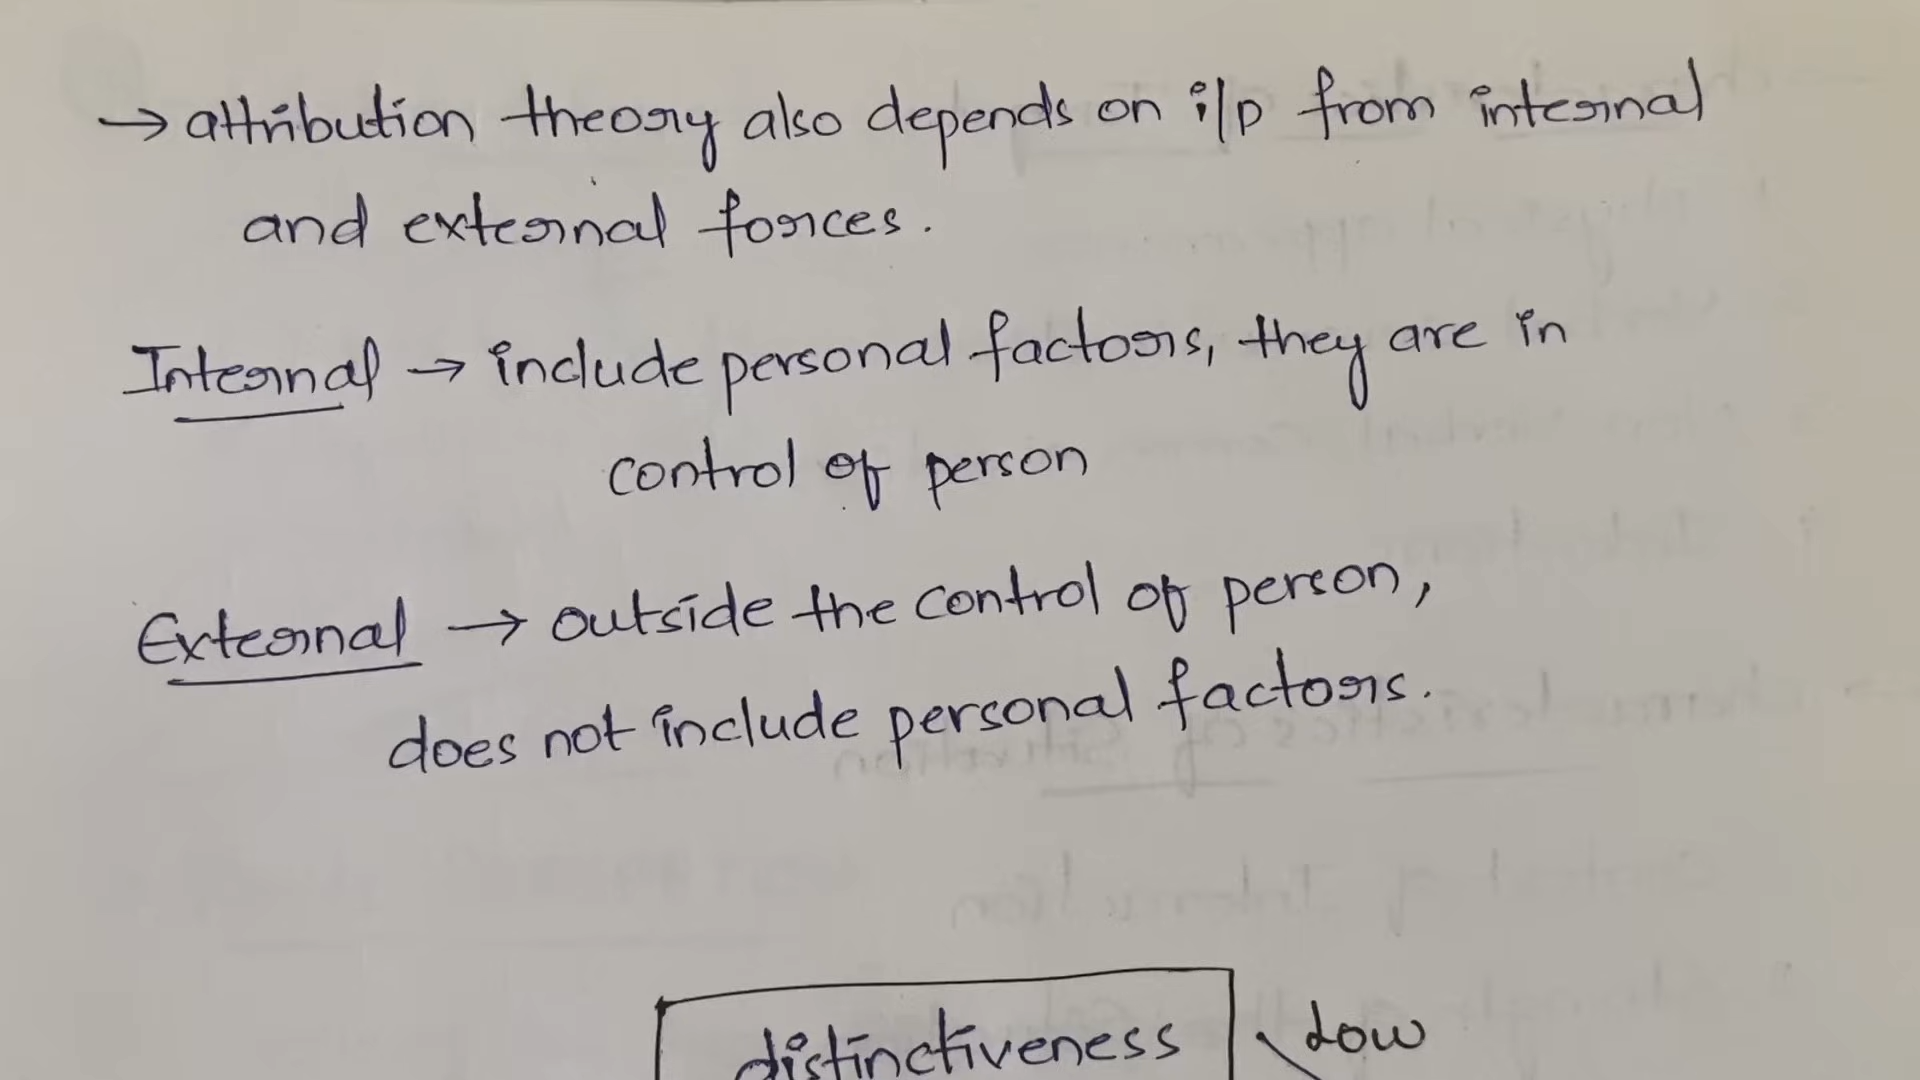 → attribution theory also depends on i/p from internal
and external forces.
Internal → include personal factors, they are in
control of person
External → outside the control of person,
does not include personal factors.
distinctiveness Low